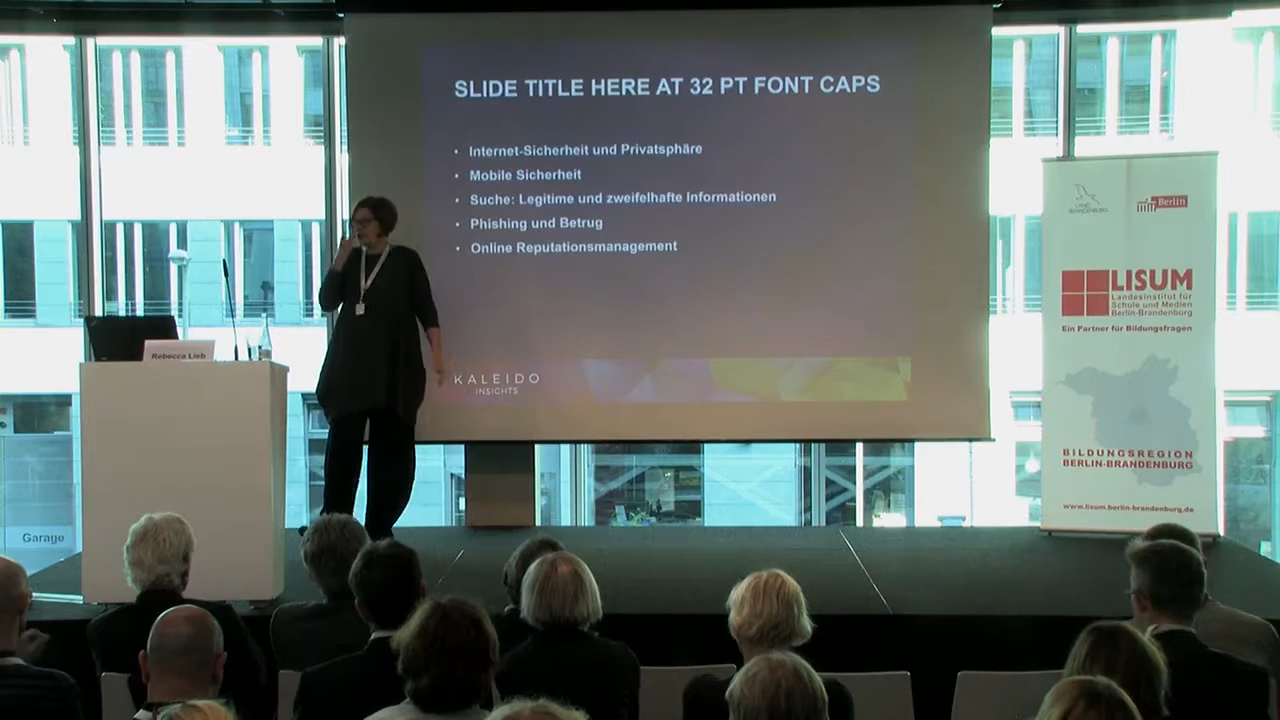 SLIDE TITLE HERE AT 32 PT FONT CAPS
• Internet-Sicherheit und Privatsphäre
• Mobile Sicherheit
• Suche: Legitime und zweifelhafte Informationen
• Phishing und Betrug
• Online Reputationsmanagement
KALEIDO
INSIGHTS
Rebecca Lieb
Garage
LAND
BRANDENBURG
Berlin
LISUM
Landesinstitut für
Schule und Medien
Berlin-Brandenburg
Ein Partner für Bildungsfragen
BILDUNGSREGION
BERLIN-BRANDENBURG
www.lisum.berlin-brandenburg.de